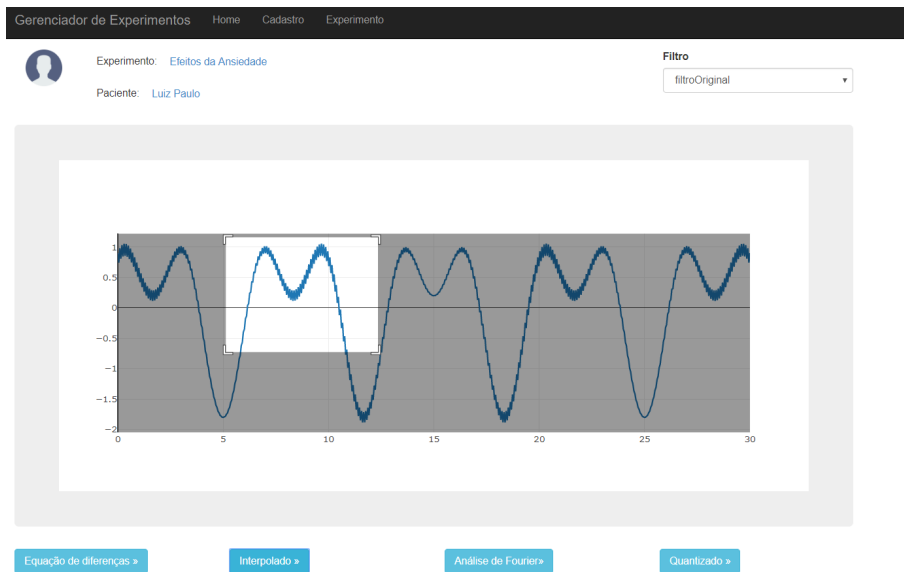 Gerenciador de Experimentos Home Cadastro Experimento
Experimento: Efeitos da Ansiedade
Paciente: Luiz Paulo
Filtro
filtroOriginal
1
0.5
0
−0.5
−1
−1.5
−2
0 5 10 15 20 25 30
Equação de diferenças »
Interpolado »
Análise de Fourier»
Quantizado »